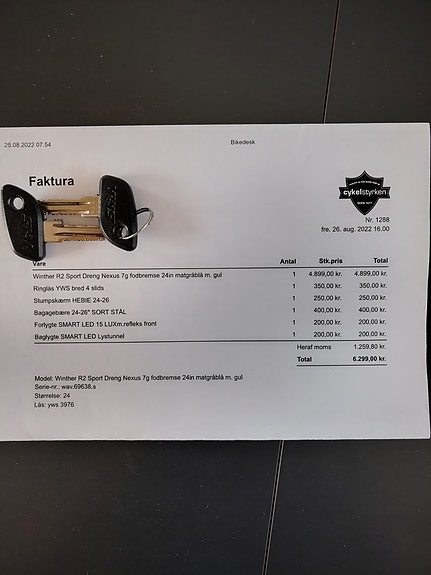 25.08.2022 07.54 Bikedesk
Faktura
cykelstyrken
Nr. 1288
fre, 26. aug. 2022 16.00
Vare Antal Stk.pris Total
Winther R2 Sport Dreng Nexus 7g fodbremse 24in matgråblå m. gul 1 4.899,00 kr. 4.899,00 kr.
Ringlås YWS bred 4 slids 1 350,00 kr. 350,00 kr.
Stumpskærm HEBIE 24-26 1 250,00 kr. 250,00 kr.
Bagagebære 24-26" SORT STÅL 1 400,00 kr. 400,00 kr.
Forlygte SMART LED 15 LUXm.refleks front 1 200,00 kr. 200,00 kr.
Baglygte SMART LED Lystunnel 1 200,00 kr. 200,00 kr.
Heraf moms 1.259,80 kr.
Total 6.299,00 kr.
Model: Winther R2 Sport Dreng Nexus 7g fodbremse 24in matgråblå m. gul
Serie-nr.: wav.69638.s
Størrelse: 24
Lås: yws 3976